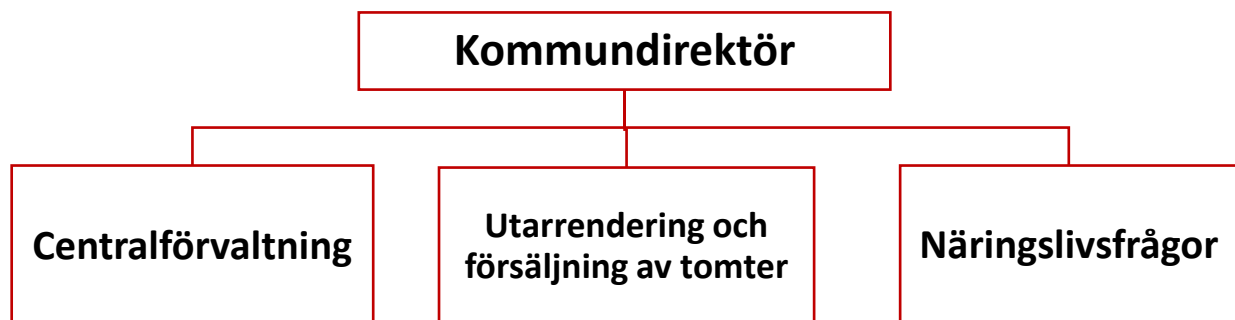 Kommundirektör
Centralförvaltning
Utarrendering och
försäljning av tomter
Näringslivsfrågor